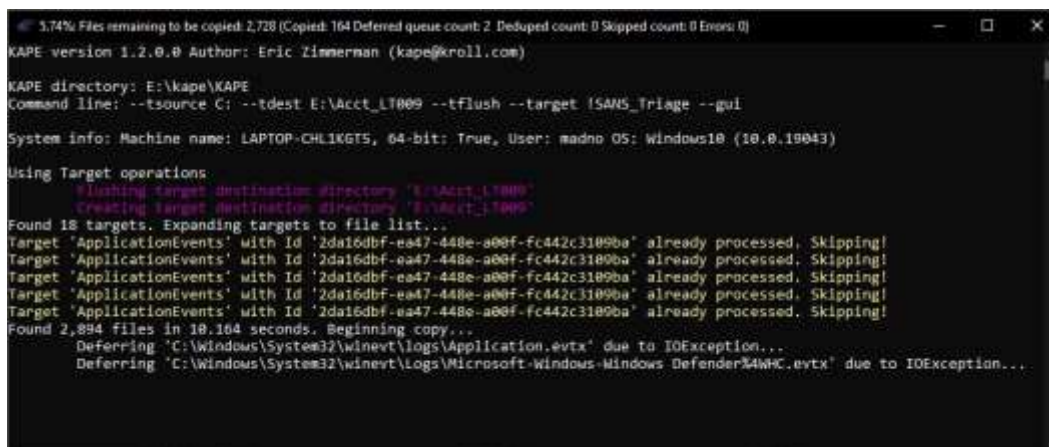 5.74%: Files remaining to be copied: 2,728 (Copied: 164 Deferred queue count: 2 Deduped count: 0 Skipped count: 0 Errors: 0)
KAPE version 1.2.0.0 Author: Eric Zimmerman (kape@kroll.com)
KAPE directory: E:\kape\KAPE
Command line: --tsource C: --tdest E:\Acct_LT009 --tflush --target !SANS_Triage --gui
System info: Machine name: LAPTOP-CHL1KGT5, 64-bit: True, User: madno OS: Windows10 (10.0.19043)
Using Target operations
Flushing target destination directory 'E:\Acct_LT009'
Creating target destination directory 'E:\Acct_LT009'
Found 18 targets. Expanding targets to file list...
Target 'ApplicationEvents' with Id '2da16dbf-ea47-448e-a00f-fc442c3109ba' already processed. Skipping!
Target 'ApplicationEvents' with Id '2da16dbf-ea47-448e-a00f-fc442c3109ba' already processed. Skipping!
Target 'ApplicationEvents' with Id '2da16dbf-ea47-448e-a00f-fc442c3109ba' already processed. Skipping!
Target 'ApplicationEvents' with Id '2da16dbf-ea47-448e-a00f-fc442c3109ba' already processed. Skipping!
Target 'ApplicationEvents' with Id '2da16dbf-ea47-448e-a00f-fc442c3109ba' already processed. Skipping!
Found 2,894 files in 10.164 seconds. Beginning copy...
Deferring 'C:\Windows\System32\winevt\logs\Application.evtx' due to IOException...
Deferring 'C:\Windows\System32\winevt\Logs\Microsoft-Windows-Windows Defender%4WHC.evtx' due to IOException...